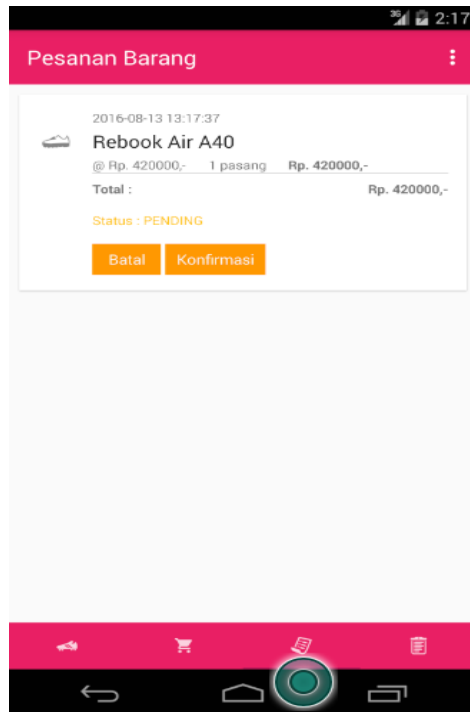 3G 2:17
Pesanan Barang
2016-08-13 13:17:37
Rebook Air A40
@ Rp. 420000,- 1 pasang Rp. 420000,-
Total : Rp. 420000,-
Status : PENDING
Batal Konfirmasi